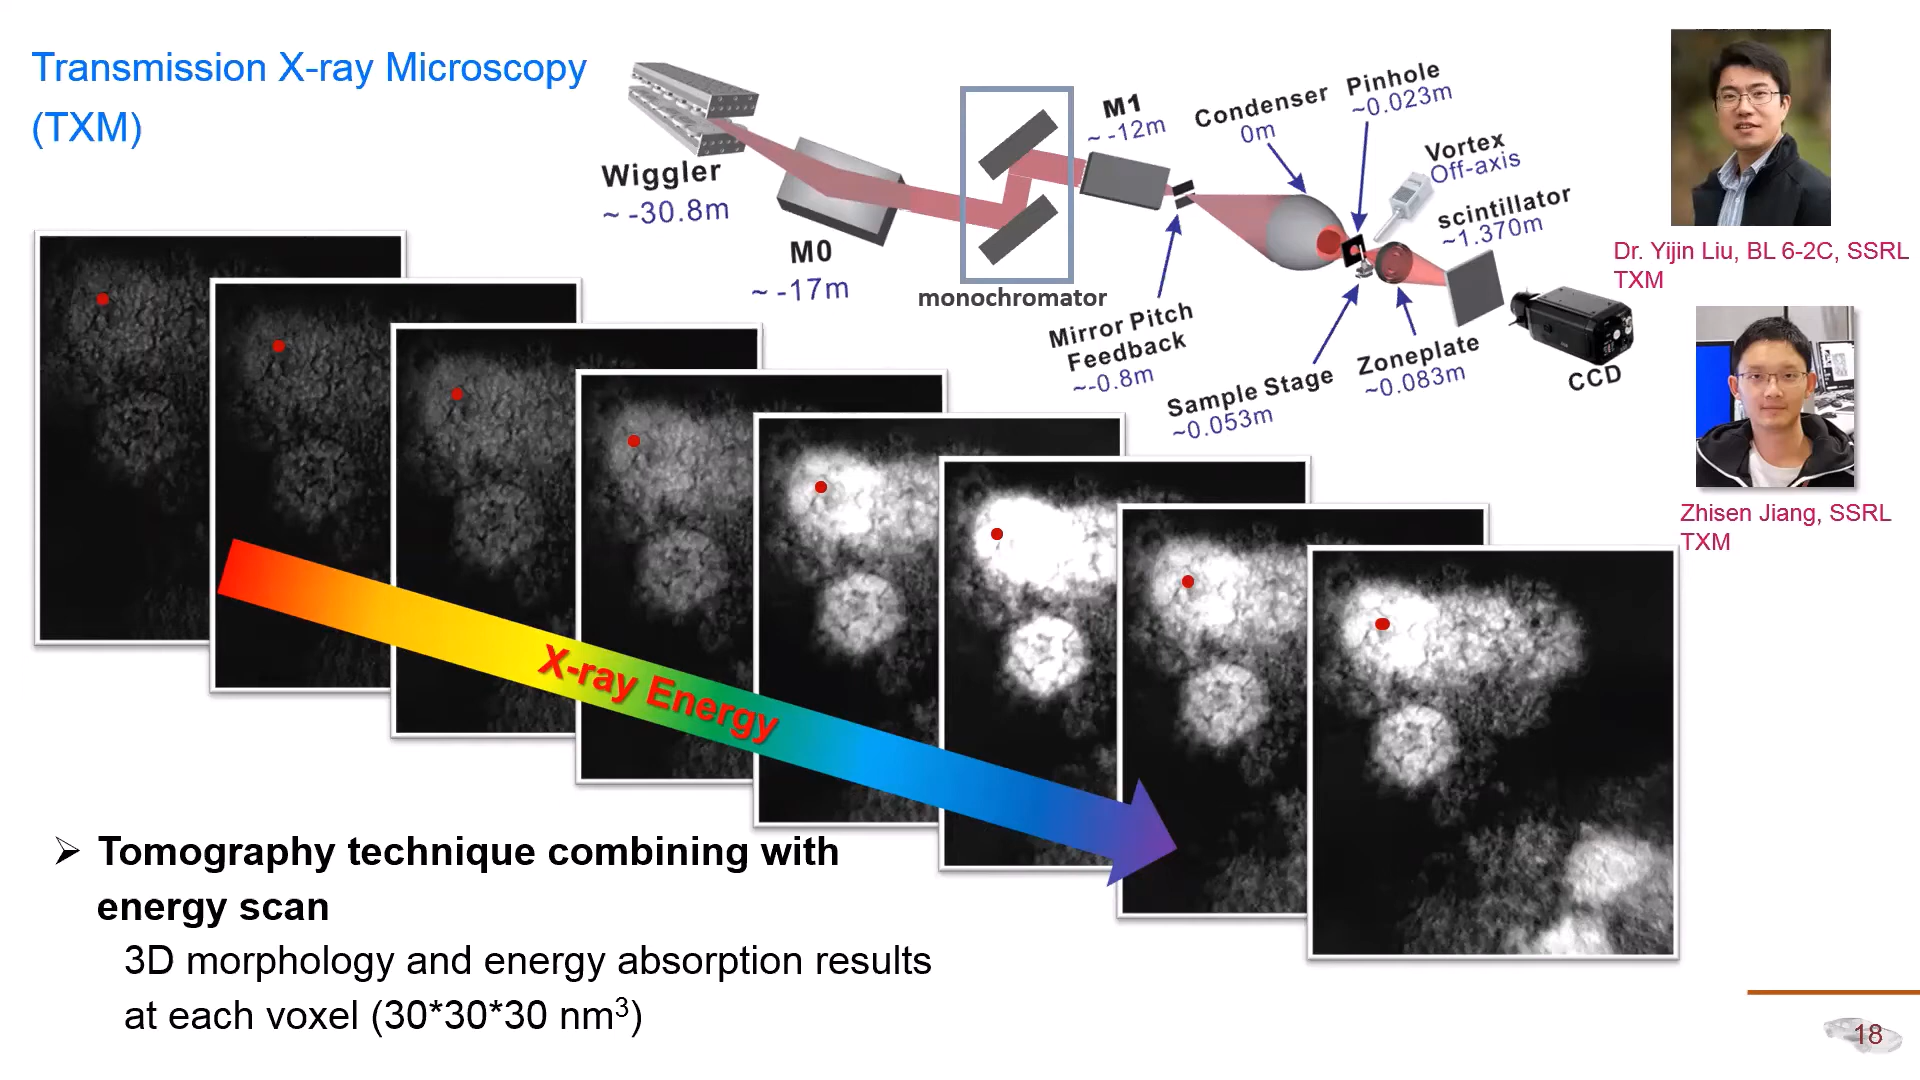 Transmission X-ray Microscopy
(TXM)
Wiggler
~ -30.8m
M0
~ -17m
monochromator
M1
~ -12m
Mirror Pitch
Feedback
~-0.8m
Condenser
0m
Pinhole
~0.023m
Vortex
Off-axis
scintillator
~1.370m
Sample Stage
~0.053m
Zoneplate
~0.083m
CCD
Dr. Yijin Liu, BL 6-2C, SSRL
TXM
Zhisen Jiang, SSRL
TXM
X-ray Energy
➢ Tomography technique combining with
energy scan
3D morphology and energy absorption results
at each voxel (30*30*30 nm³)
18